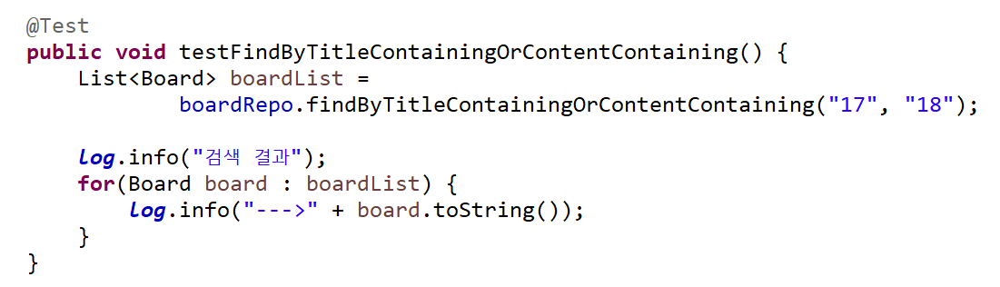 @Test
public void testFindByTitleContainingOrContentContaining() {
    List<Board> boardList =
            boardRepo.findByTitleContainingOrContentContaining("17", "18");

    log.info("검색 결과");
    for(Board board : boardList) {
        log.info("--->" + board.toString());
    }
}